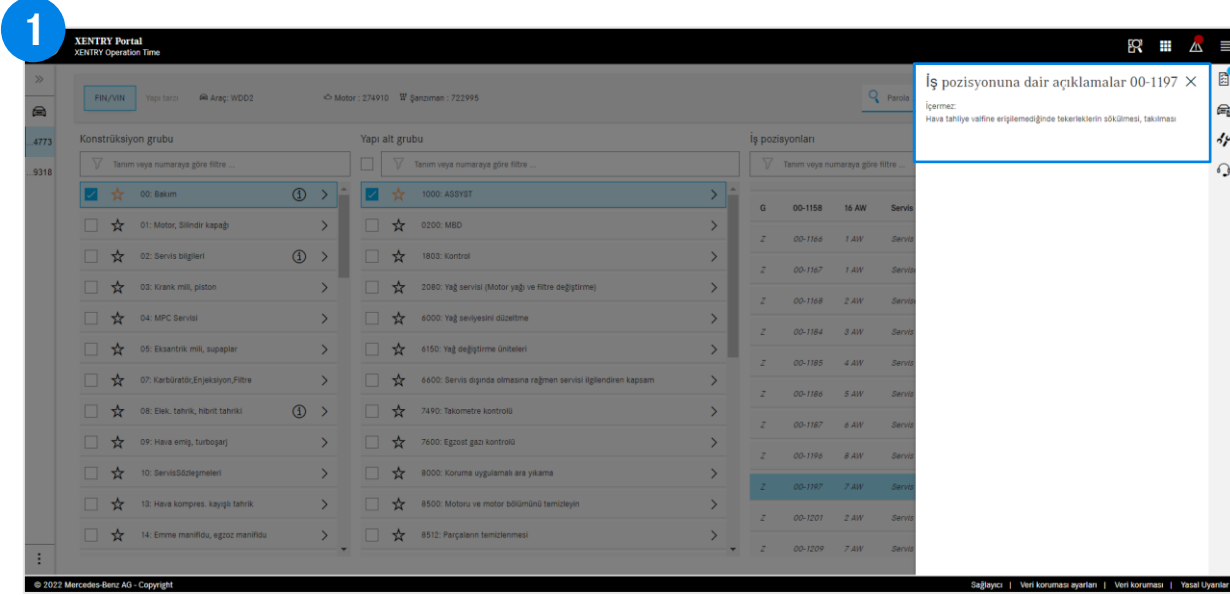 1
XENTRY Portal
XENTRY Operation Time
FIN/VIN Yapı tarzı Araç: WDD2 Motor : 274910 Şanzıman : 722995 Parola
İş pozisyonuna dair açıklamalar 00-1197
İçermez:
Hava tahliye valfine erişilemediğinde tekerleklerin sökülmesi, takılması
...4773
...9318
Konstrüksiyon grubu
Tanım veya numaraya göre filtre ...
00: Bakım
01: Motor, Silindir kapağı
02: Servis bilgileri
03: Krank mili, piston
04: MPC Servisi
05: Eksantrik mili, supaplar
07: Karbüratör,Enjeksiyon,Filtre
08: Elek. tahrik, hibrit tahriki
09: Hava emiş, turboşarj
10: ServisSözleşmeleri
13: Hava kompres. kayışlı tahrik
14: Emme manifldu, egzoz manifldu
Yapı alt grubu
Tanım veya numaraya göre filtre ...
1000: ASSYST
0200: MBD
1803: Kontrol
2080: Yağ servisi (Motor yağı ve filtre değiştirme)
6000: Yağ seviyesini düzeltme
6150: Yağ değiştirme üniteleri
6600: Servis dışında olmasına rağmen servisi ilgilendiren kapsam
7490: Takometre kontrolü
7600: Egzost gazı kontrolü
8000: Koruma uygulamalı ara yıkama
8500: Motoru ve motor bölümünü temizleyin
8512: Parçaların temizlenmesi
İş pozisyonları
Tanım veya numaraya göre filtre ...
G 00-1158 16 AW Servis
Z 00-1166 1 AW Servis
Z 00-1167 1 AW Servis
Z 00-1168 2 AW Servis
Z 00-1184 3 AW Servis
Z 00-1185 4 AW Servis
Z 00-1186 5 AW Servis
Z 00-1187 6 AW Servis
Z 00-1196 8 AW Servis
Z 00-1197 7 AW Servis
Z 00-1201 2 AW Servis
Z 00-1209 7 AW Servis
© 2022 Mercedes-Benz AG - Copyright
Sağlayıcı | Veri koruması ayarları | Veri koruması | Yasal Uyarılar